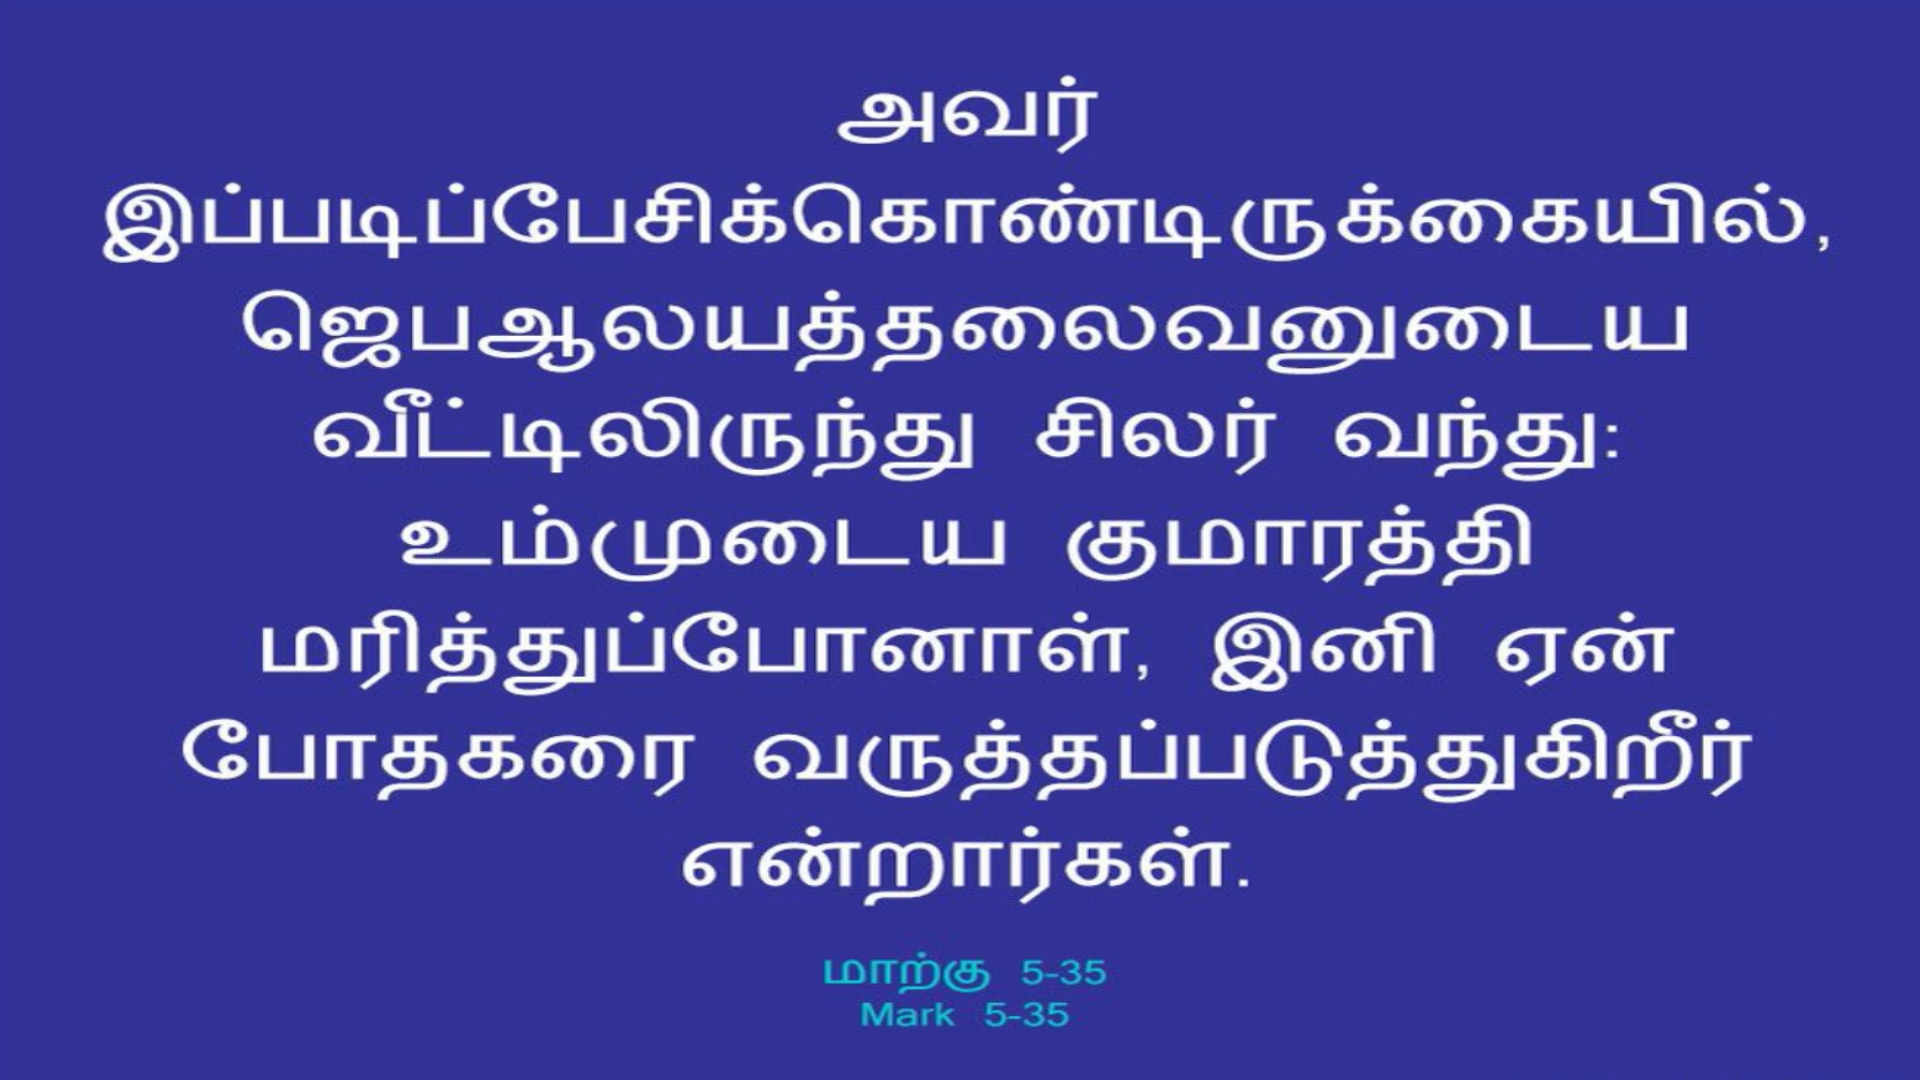 அவர்
இப்படிப்பேசிக்கொண்டிருக்கையில்,
ஜெபஆலயத்தலைவனுடைய
வீட்டிலிருந்து சிலர் வந்து:
உம்முடைய குமாரத்தி
மரித்துப்போனாள், இனி ஏன்
போதகரை வருத்தப்படுத்துகிறீர்
என்றார்கள்.
மாற்கு 5-35
Mark 5-35